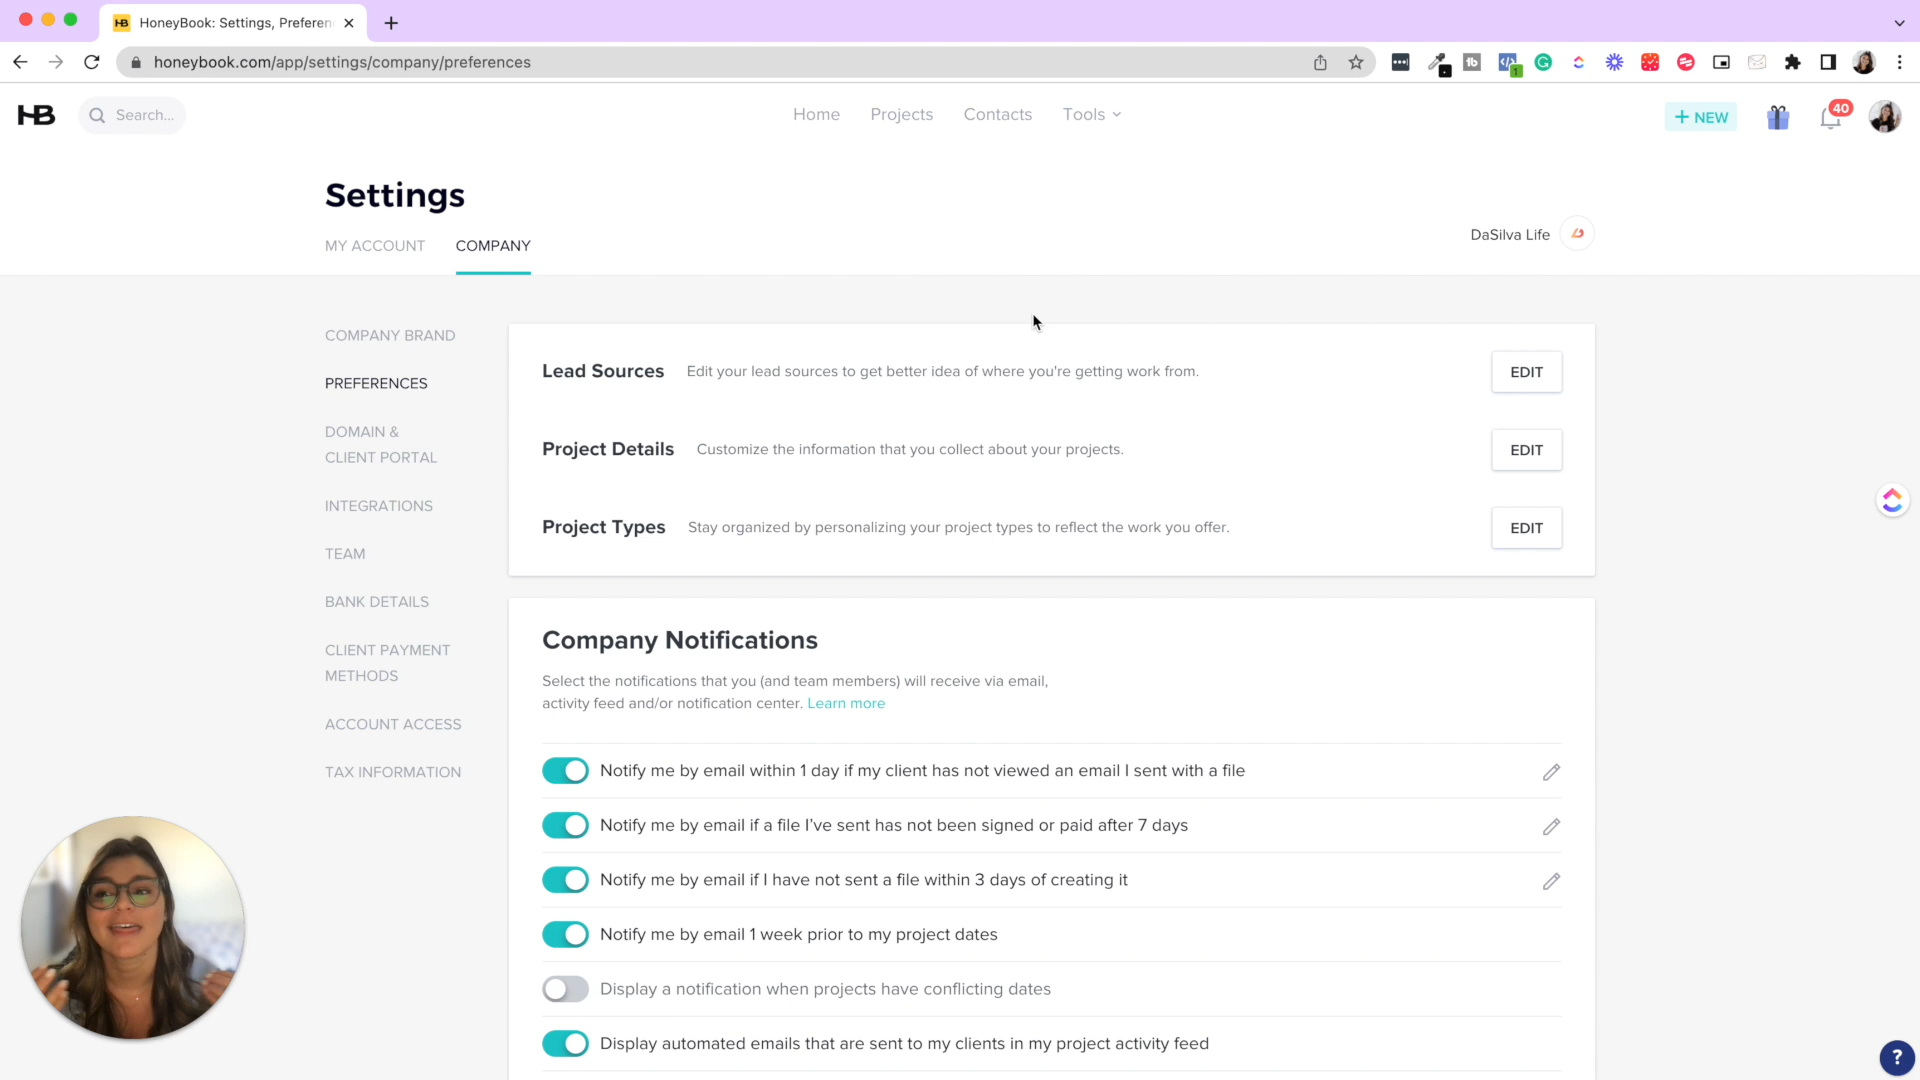 HB HoneyBook: Settings, Preferen
honeybook.com/app/settings/company/preferences
tb
1
HB
Search...
Home
Projects
Contacts
Tools
+ NEW
40
Settings
MY ACCOUNT
COMPANY
DaSilva Life
COMPANY BRAND
PREFERENCES
DOMAIN &
CLIENT PORTAL
INTEGRATIONS
TEAM
BANK DETAILS
CLIENT PAYMENT
METHODS
ACCOUNT ACCESS
TAX INFORMATION
Lead Sources Edit your lead sources to get better idea of where you're getting work from. EDIT
Project Details Customize the information that you collect about your projects. EDIT
Project Types Stay organized by personalizing your project types to reflect the work you offer. EDIT
Company Notifications
Select the notifications that you (and team members) will receive via email,
activity feed and/or notification center. Learn more
Notify me by email within 1 day if my client has not viewed an email I sent with a file
Notify me by email if a file I've sent has not been signed or paid after 7 days
Notify me by email if I have not sent a file within 3 days of creating it
Notify me by email 1 week prior to my project dates
Display a notification when projects have conflicting dates
Display automated emails that are sent to my clients in my project activity feed
?